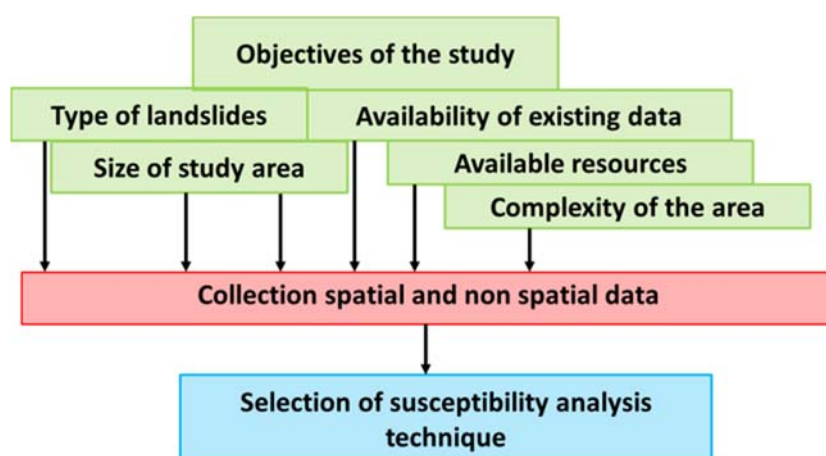 Objectives of the study
Type of landslides
Availability of existing data
Size of study area
Available resources
Complexity of the area
Collection spatial and non spatial data
Selection of susceptibility analysis
technique